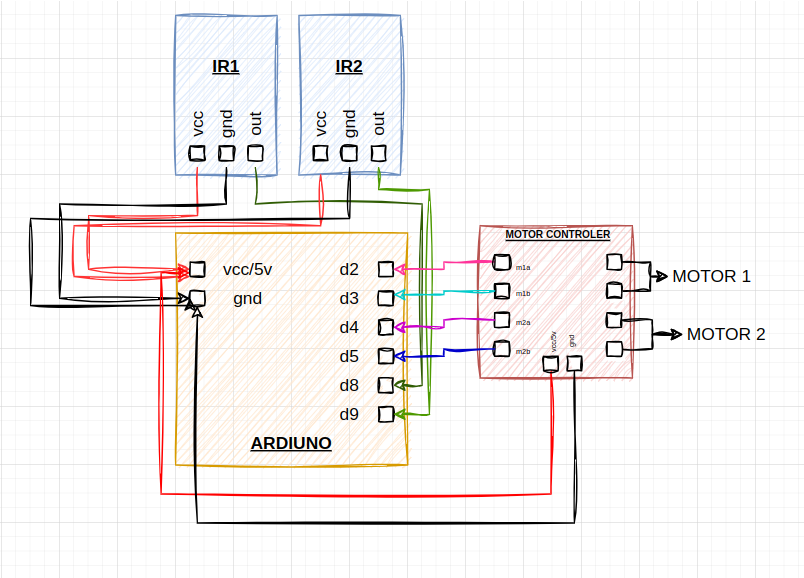 IR1
IR2
vcc
gnd
out
vcc
gnd
out
MOTOR CONTROLER
vcc/5v
gnd
d2
d3
d4
d5
d8
d9
ARDIUNO
m1a
m1b
m2a
m2b
vcc/5v
gnd
MOTOR 1
MOTOR 2